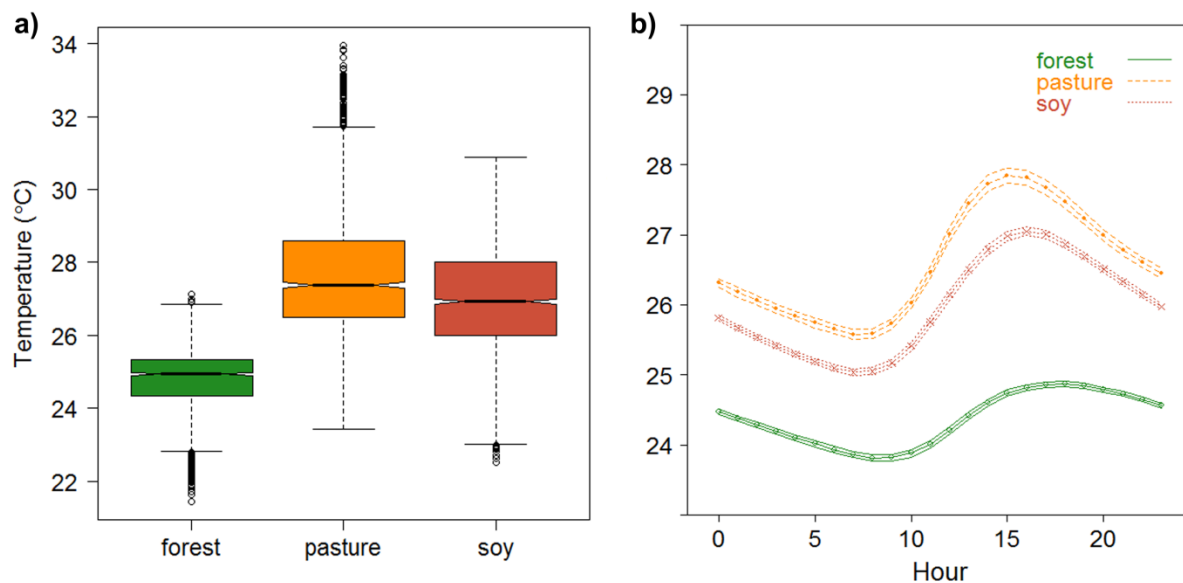 a)
Temperature (°C)
34
32
30
28
26
24
22
forest pasture soy
b)
forest
pasture
soy
29
28
27
26
25
24
0 5 10 15 20
Hour